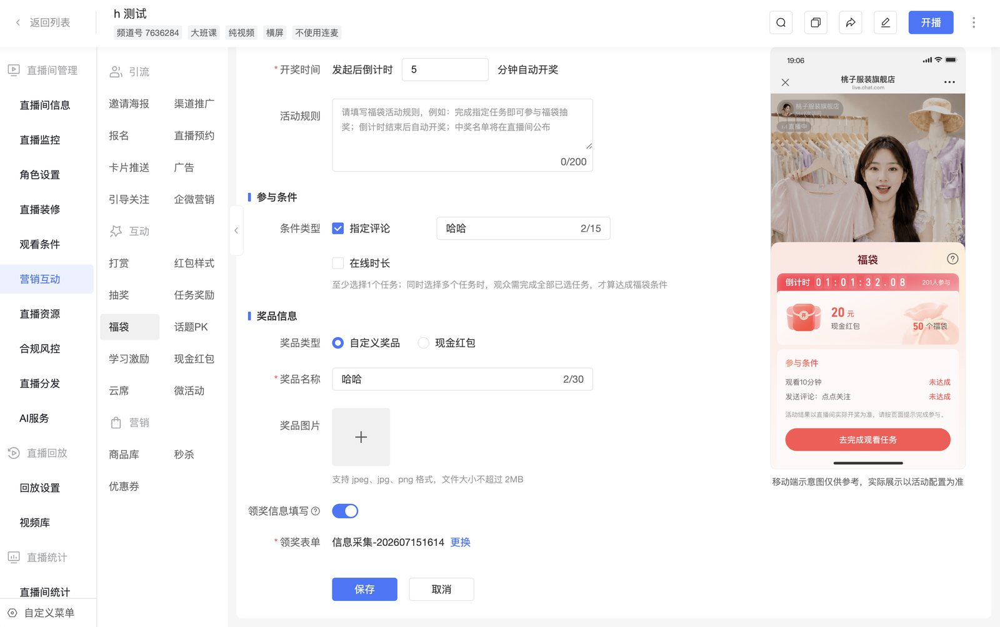 返回列表
h 测试
频道号 7636284 大班课 纯视频 横屏 不使用连麦
开播
直播间管理
直播间信息
直播监控
角色设置
直播装修
观看条件
营销互动
直播资源
合规风控
直播分发
AI服务
直播回放
回放设置
视频库
直播统计
直播间统计
自定义菜单
引流
邀请海报 渠道推广
报名 直播预约
卡片推送 广告
引导关注 企微营销
互动
打赏 红包样式
抽奖 任务奖励
福袋 话题PK
学习激励 现金红包
云席 微活动
营销
商品库 秒杀
优惠券
*开奖时间 发起后倒计时 5 分钟自动开奖
活动规则
请填写福袋活动规则，例如：完成指定任务即可参与福袋抽
奖；倒计时结束后自动开奖；中奖名单将在直播间公布
0/200
参与条件
条件类型 指定评论 哈哈 2/15
在线时长
至少选择1个任务；同时选择多个任务时，观众需完成全部已选任务，才算达成福袋条件
奖品信息
奖品类型 自定义奖品 现金红包
*奖品名称 哈哈 2/30
奖品图片
支持 jpeg、jpg、png 格式，文件大小不超过 2MB
领奖信息填写
*领奖表单 信息采集-202607151614 更换
保存 取消
19:06
桃子服装旗舰店
live.chat.com
桃子服装旗舰店
直播中
福袋
倒计时 01:01:32.08 201人参与
开
20 元
现金红包
50 个福袋
参与条件
观看10分钟 未达成
发送评论：点点关注 未达成
活动结果以直播间实际开奖为准，请按页面提示完成参与。
去完成观看任务
移动端示意图仅供参考，实际展示以活动配置为准